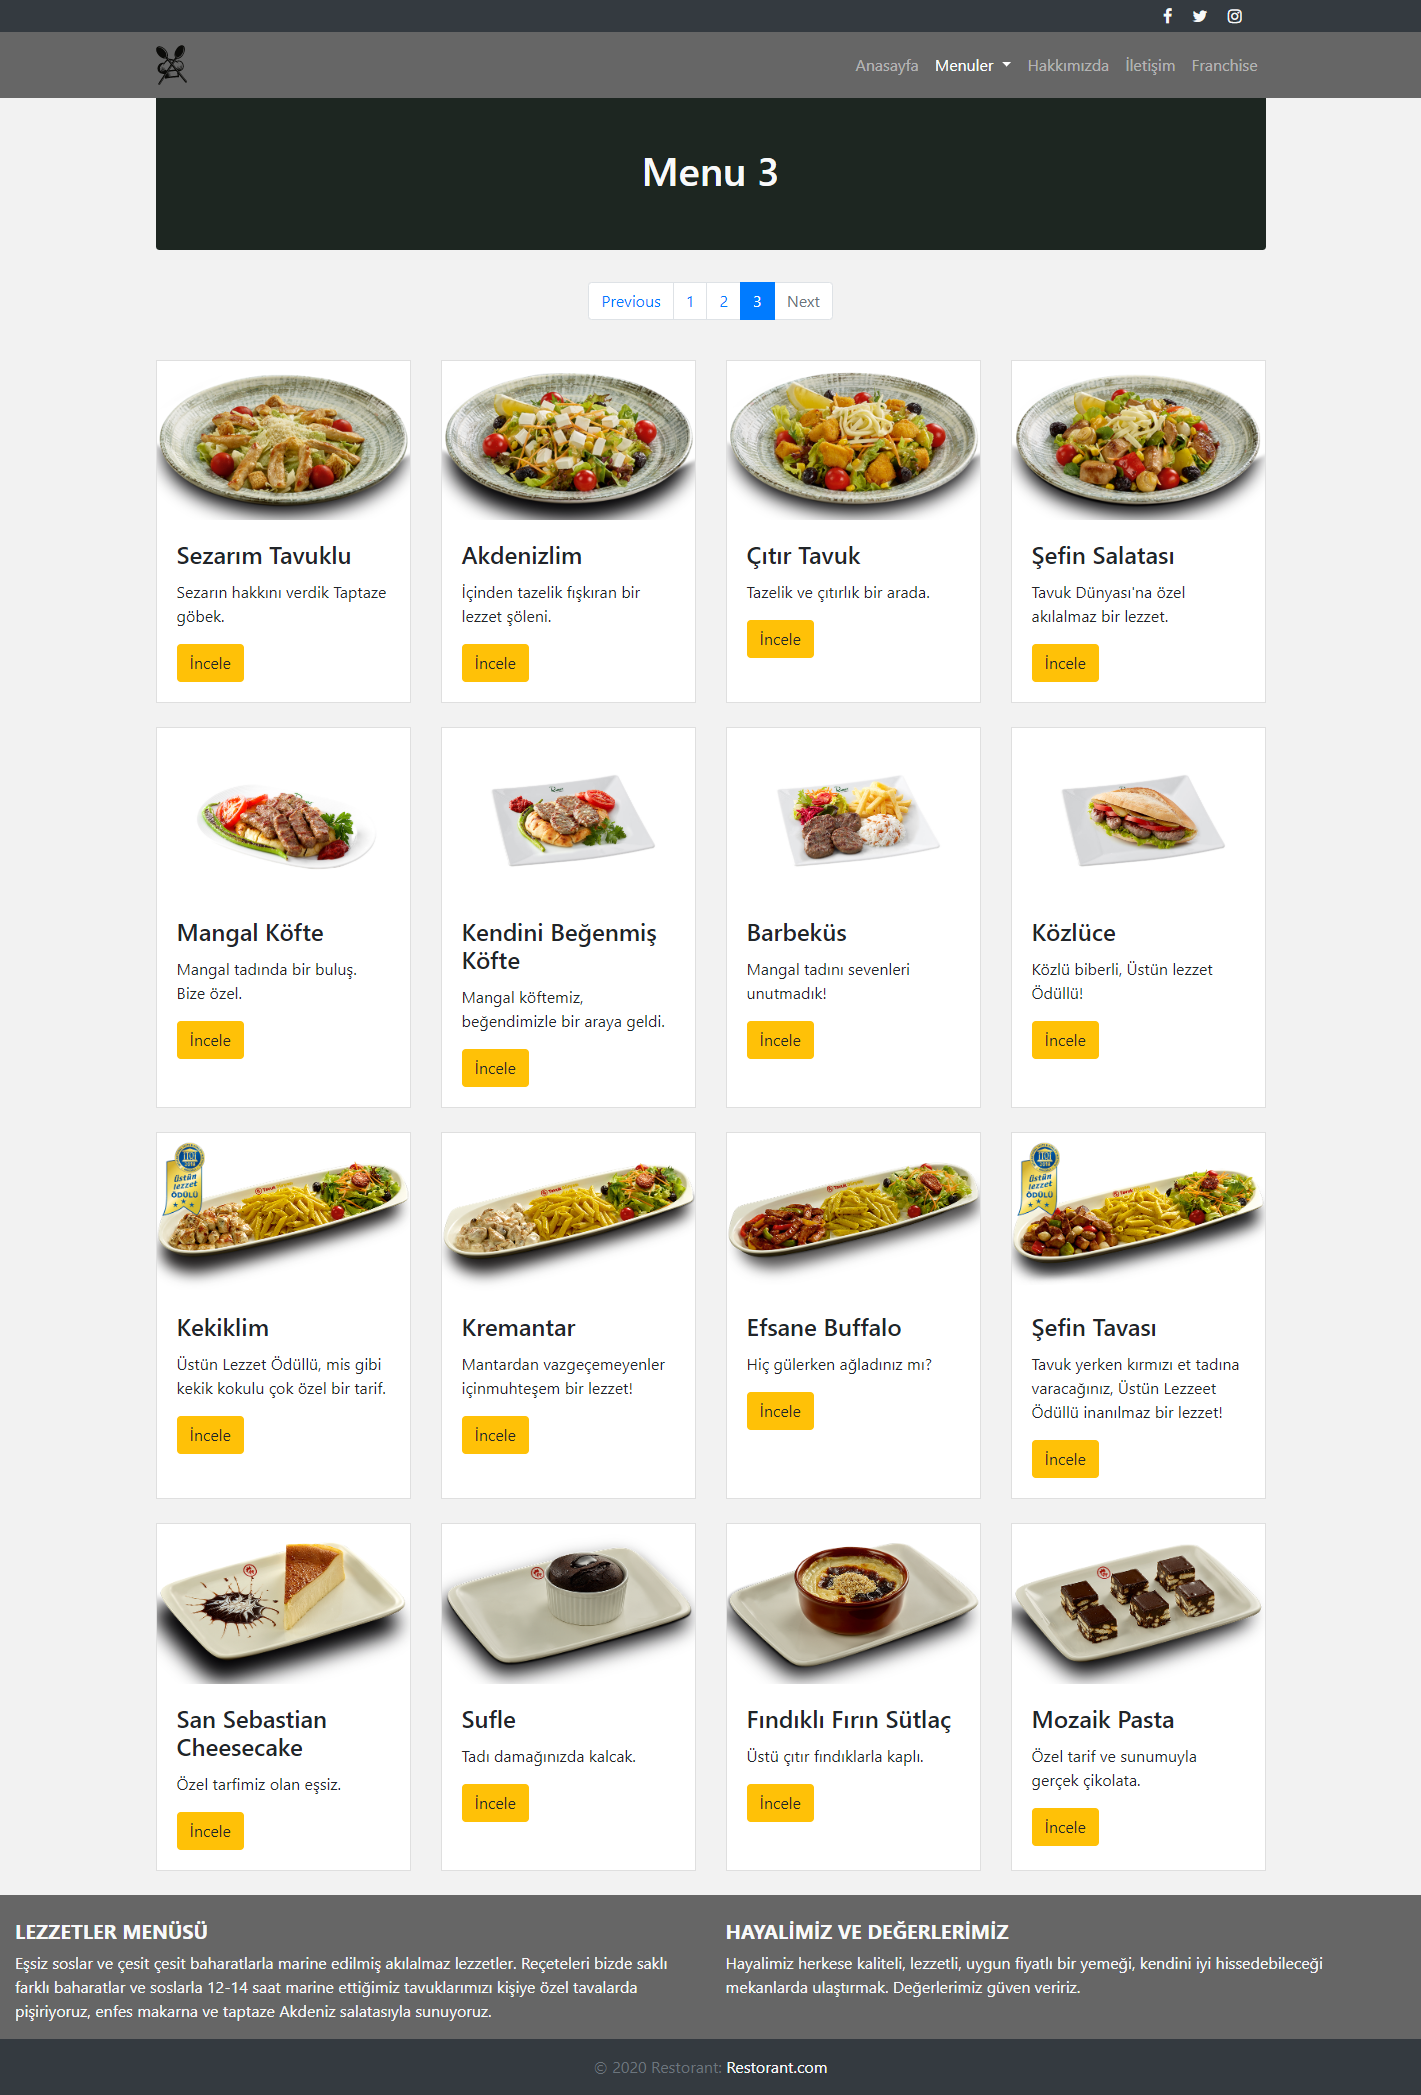 Anasayfa Menuler Hakkımızda İletişim Franchise
Menu 3
Previous 1 2 3 Next
Sezarım Tavuklu
Sezarın hakkını verdik Taptaze
göbek.
İncele
Akdenizlim
İçinden tazelik fışkıran bir
lezzet şöleni.
İncele
Çıtır Tavuk
Tazelik ve çıtırlık bir arada.
İncele
Şefin Salatası
Tavuk Dünyası'na özel
akılalmaz bir lezzet.
İncele
Mangal Köfte
Mangal tadında bir buluş.
Bize özel.
İncele
Kendini Beğenmiş
Köfte
Mangal köftemiz,
beğendimizle bir araya geldi.
İncele
Barbeküs
Mangal tadını sevenleri
unutmadık!
İncele
Közlüce
Közlü biberli, Üstün lezzet
Ödüllü!
İncele
Üstün
lezzet
ÖDÜLÜ
Kekiklim
Üstün Lezzet Ödüllü, mis gibi
kekik kokulu çok özel bir tarif.
İncele
Kremantar
Mantardan vazgeçemeyenler
içinmuhteşem bir lezzet!
İncele
Efsane Buffalo
Hiç gülerken ağladınız mı?
İncele
Üstün
lezzet
ÖDÜLÜ
Şefin Tavası
Tavuk yerken kırmızı et tadına
varacağınız, Üstün Lezzeet
Ödüllü inanılmaz bir lezzet!
İncele
San Sebastian
Cheesecake
Özel tarfimiz olan eşsiz.
İncele
Sufle
Tadı damağınızda kalcak.
İncele
Fındıklı Fırın Sütlaç
Üstü çıtır fındıklarla kaplı.
İncele
Mozaik Pasta
Özel tarif ve sunumuyla
gerçek çikolata.
İncele
LEZZETLER MENÜSÜ
Eşsiz soslar ve çesit çesit baharatlarla marine edilmiş akılalmaz lezzetler. Reçeteleri bizde saklı
farklı baharatlar ve soslarla 12-14 saat marine ettiğimiz tavuklarımızı kişiye özel tavalarda
pişiriyoruz, enfes makarna ve taptaze Akdeniz salatasıyla sunuyoruz.
HAYALİMİZ VE DEĞERLERİMİZ
Hayalimiz herkese kaliteli, lezzetli, uygun fiyatlı bir yemeği, kendini iyi hissedebileceği
mekanlarda ulaştırmak. Değerlerimiz güven veririz.
© 2020 Restorant: Restorant.com